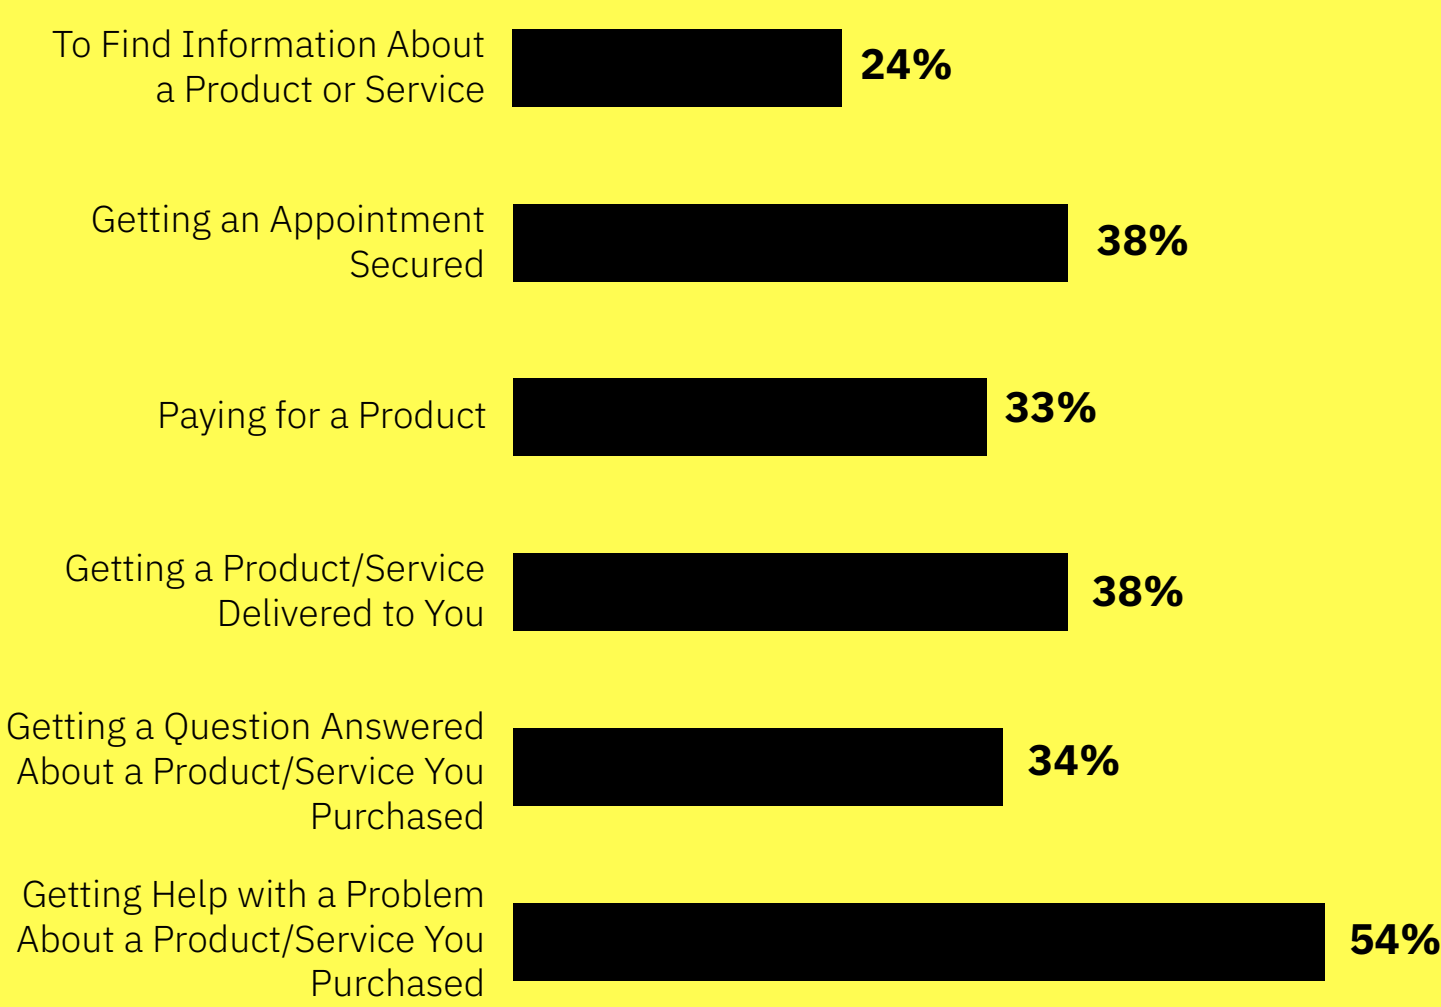 To Find Information About
a Product or Service
24%
Getting an Appointment
Secured
38%
Paying for a Product
33%
Getting a Product/Service
Delivered to You
38%
Getting a Question Answered
About a Product/Service You
Purchased
34%
Getting Help with a Problem
About a Product/Service You
Purchased
54%